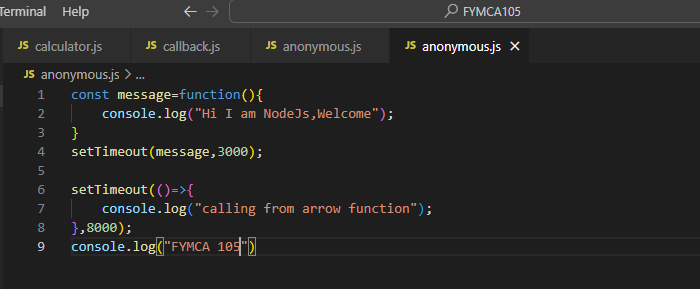 Terminal Help ← → FYMCA105
JS calculator.js JS callback.js JS anonymous.js JS anonymous.js ×
JS anonymous.js > ...
1 const message=function(){
2 console.log("Hi I am NodeJs,Welcome");
3 }
4 setTimeout(message,3000);
5
6 setTimeout(()=>{
7 console.log("calling from arrow function");
8 },8000);
9 console.log("FYMCA 105")